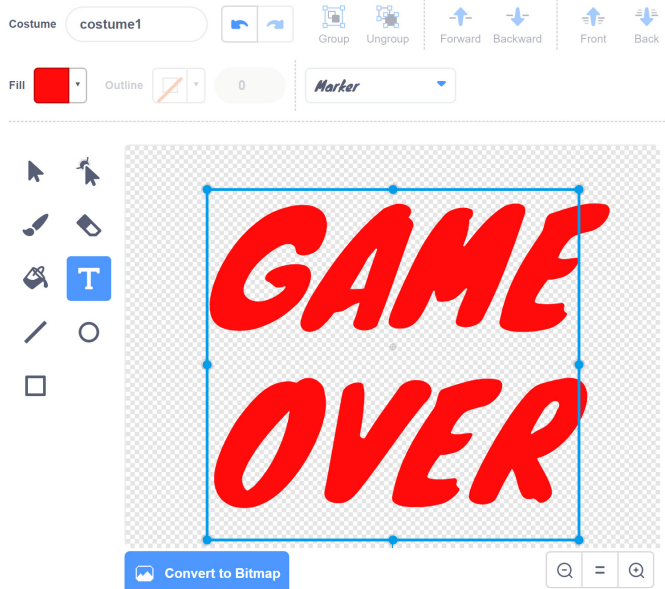 Costume costume1 Group Ungroup Forward Backward Front Back
Fill Outline 0 Marker
GAME
OVER
T
Convert to Bitmap